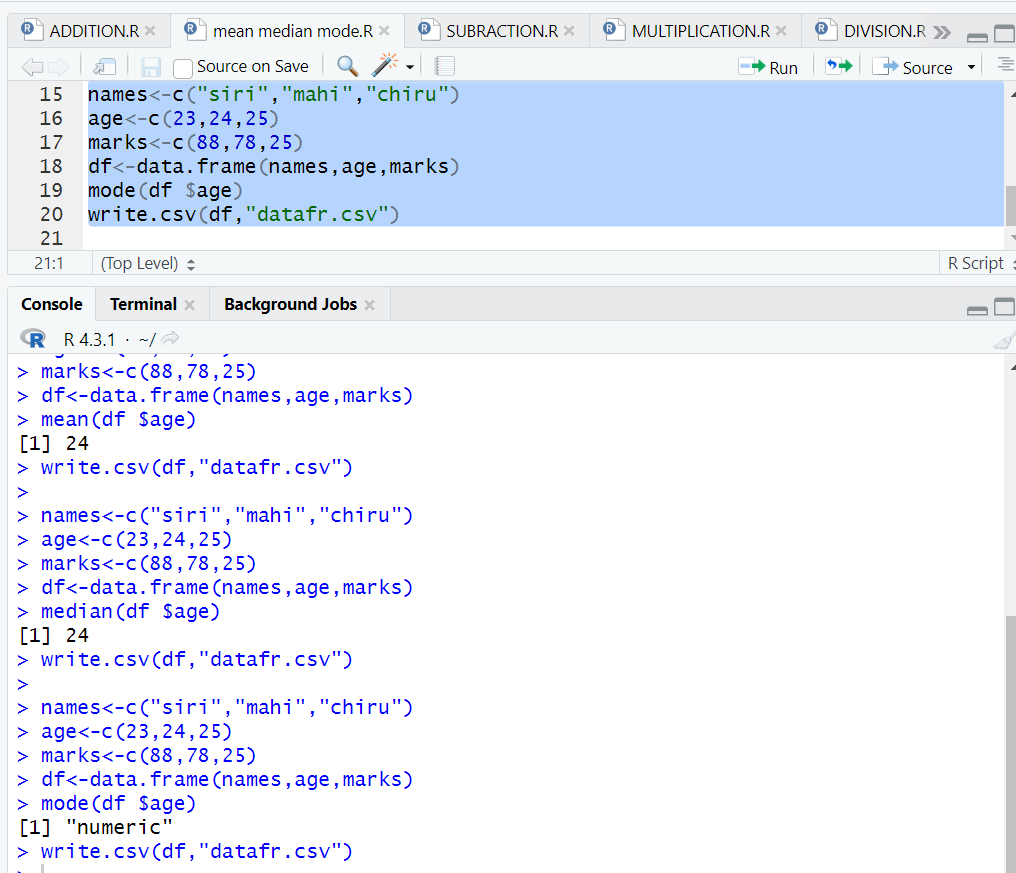 ADDITION.R mean median mode.R SUBRACTION.R MULTIPLICATION.R DIVISION.R
Source on Save Run Source
15 names<-c("siri","mahi","chiru")
16 age<-c(23,24,25)
17 marks<-c(88,78,25)
18 df<-data.frame(names,age,marks)
19 mode(df $age)
20 write.csv(df,"datafr.csv")
21
21:1 (Top Level) R Script
Console Terminal Background Jobs
R R 4.3.1 · ~/
> marks<-c(88,78,25)
> df<-data.frame(names,age,marks)
> mean(df $age)
[1] 24
> write.csv(df,"datafr.csv")
>
> names<-c("siri","mahi","chiru")
> age<-c(23,24,25)
> marks<-c(88,78,25)
> df<-data.frame(names,age,marks)
> median(df $age)
[1] 24
> write.csv(df,"datafr.csv")
>
> names<-c("siri","mahi","chiru")
> age<-c(23,24,25)
> marks<-c(88,78,25)
> df<-data.frame(names,age,marks)
> mode(df $age)
[1] "numeric"
> write.csv(df,"datafr.csv")